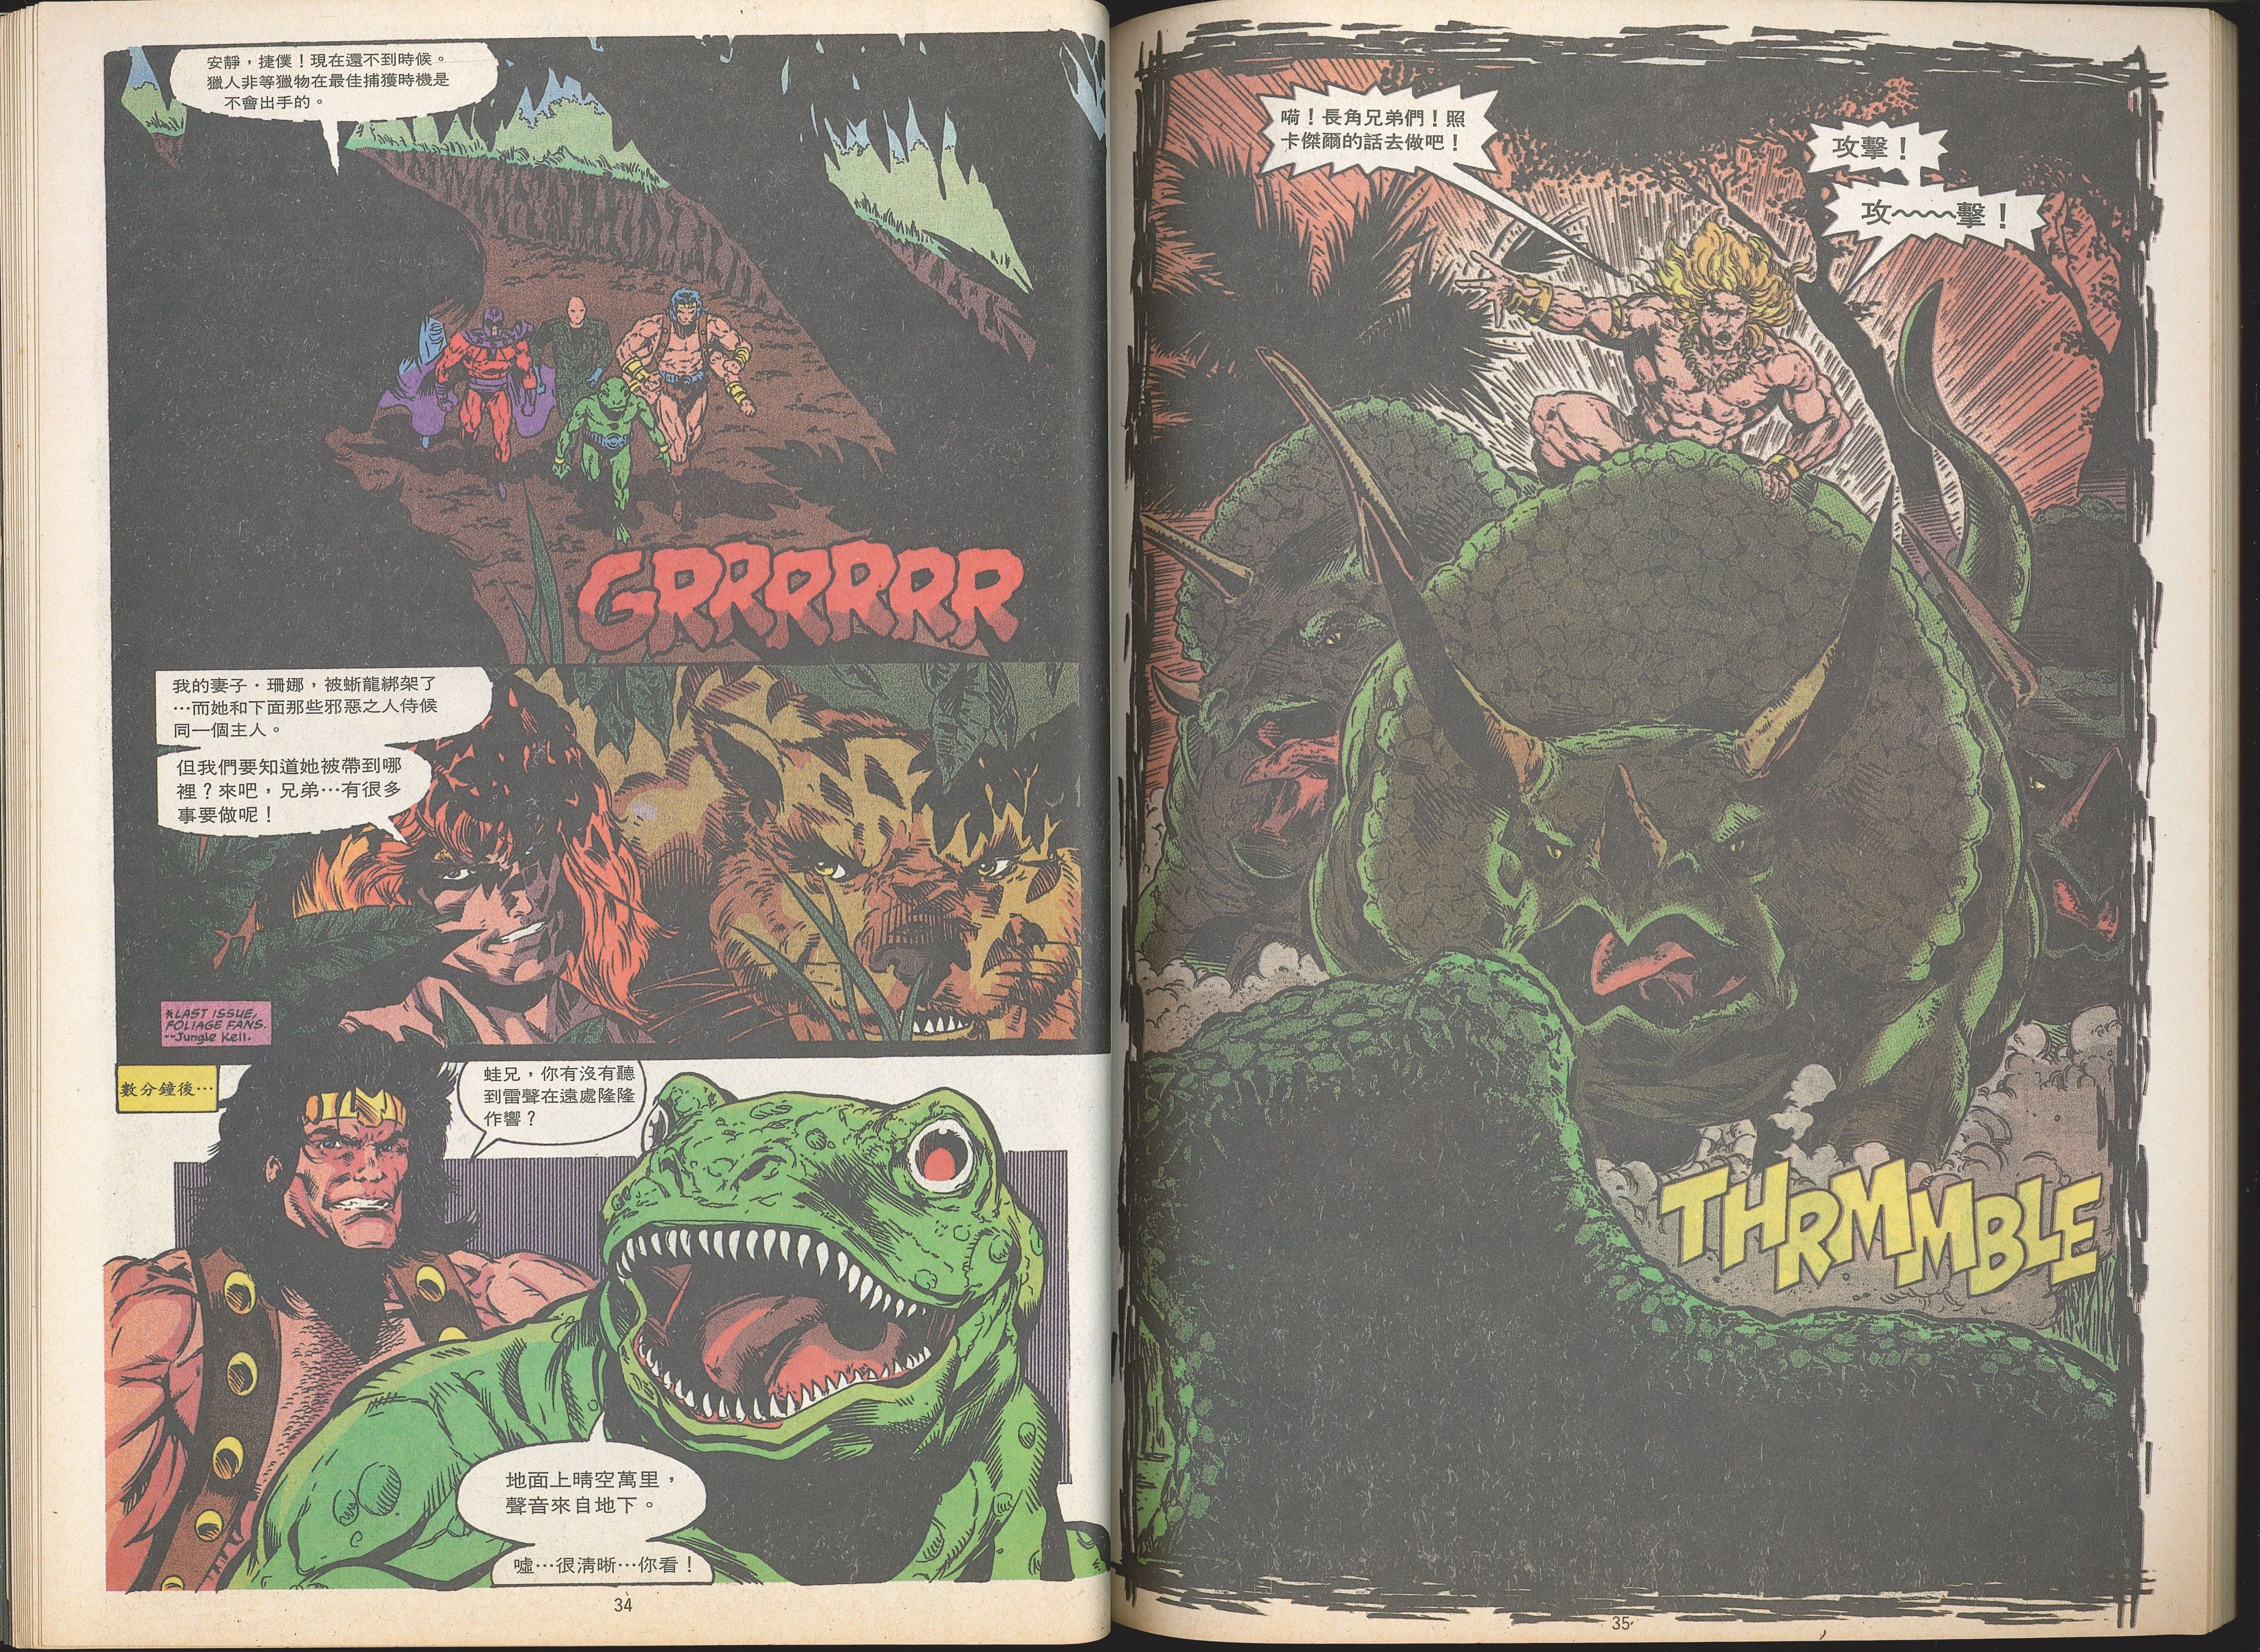 安靜，捷僕！現在還不到時候。
獵人非等獵物在最佳捕獲時機是
不會出手的。
GRRRRRR
我的妻子·珊娜，被蜥龍綁架了
…而她和下面那些邪惡之人侍候
同一個主人。
但我們要知道她被帶到哪
裡？來吧，兄弟…有很多
事要做呢！
*LAST ISSUE,
FOLIAGE FANS.
--Jungle Kell.
數分鐘後…
蛙兄，你有沒有聽
到雷聲在遠處隆隆
作響？
地面上晴空萬里，
聲音來自地下。
噓…很清晰…你看！
34
嗬！長角兄弟們！照
卡傑爾的話去做吧！
攻擊！
攻~~~~擊！
THRMMBLE
35